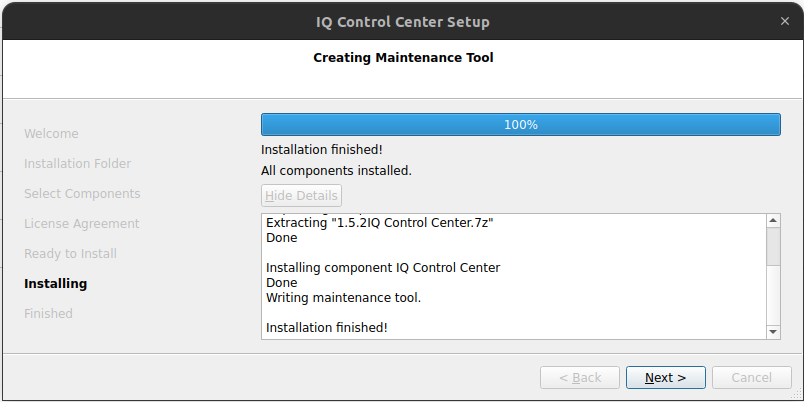 IQ Control Center Setup
Creating Maintenance Tool
Welcome
Installation Folder
Select Components
License Agreement
Ready to Install
Installing
Finished
100%
Installation finished!
All components installed.
Hide Details
Extracting "1.5.2IQ Control Center.7z"
Done
Installing component IQ Control Center
Done
Writing maintenance tool.
Installation finished!
< Back
Next >
Cancel